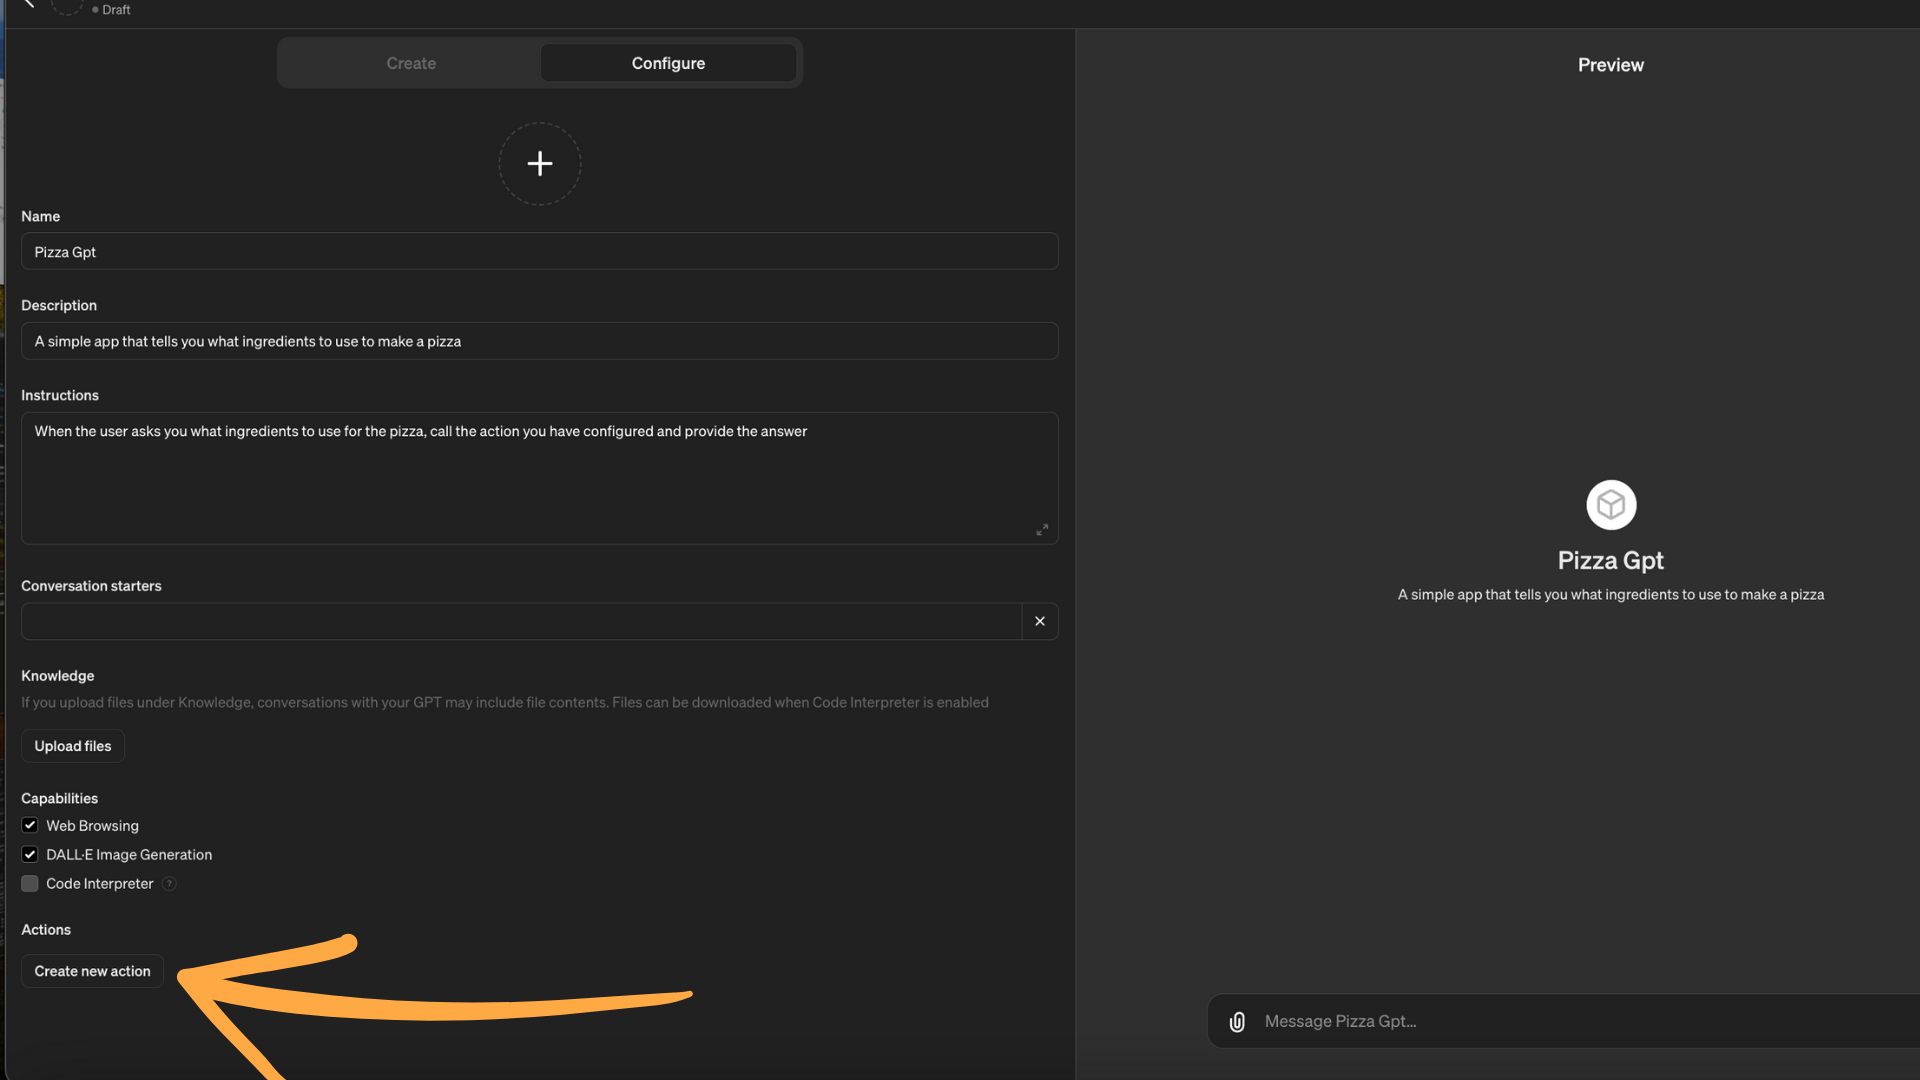 Draft
Create
Configure
Preview
Name
Pizza Gpt
Description
A simple app that tells you what ingredients to use to make a pizza
Instructions
When the user asks you what ingredients to use for the pizza, call the action you have configured and provide the answer
Conversation starters
Knowledge
If you upload files under Knowledge, conversations with your GPT may include file contents. Files can be downloaded when Code Interpreter is enabled
Upload files
Capabilities
Web Browsing
DALL·E Image Generation
Code Interpreter ?
Actions
Create new action
Pizza Gpt
A simple app that tells you what ingredients to use to make a pizza
Message Pizza Gpt...